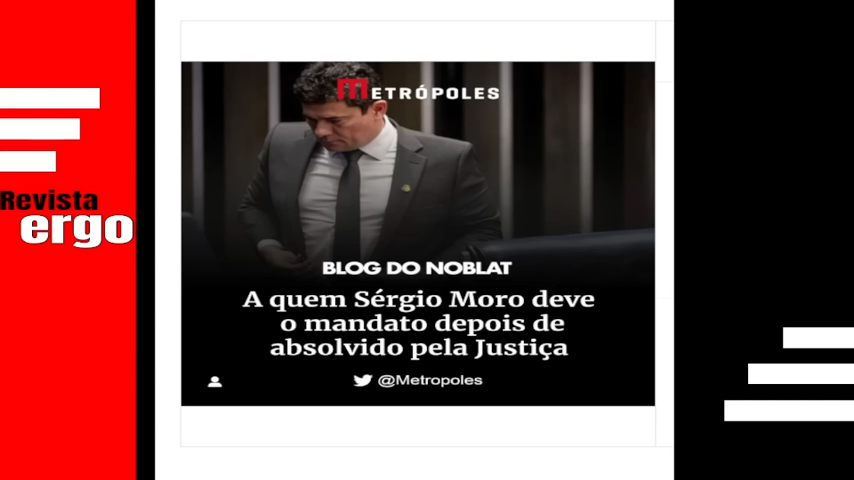 METRÓPOLES
Revista
ergo
BLOG DO NOBLAT
A quem Sérgio Moro deve
o mandato depois de
absolvido pela Justiça
@Metropoles